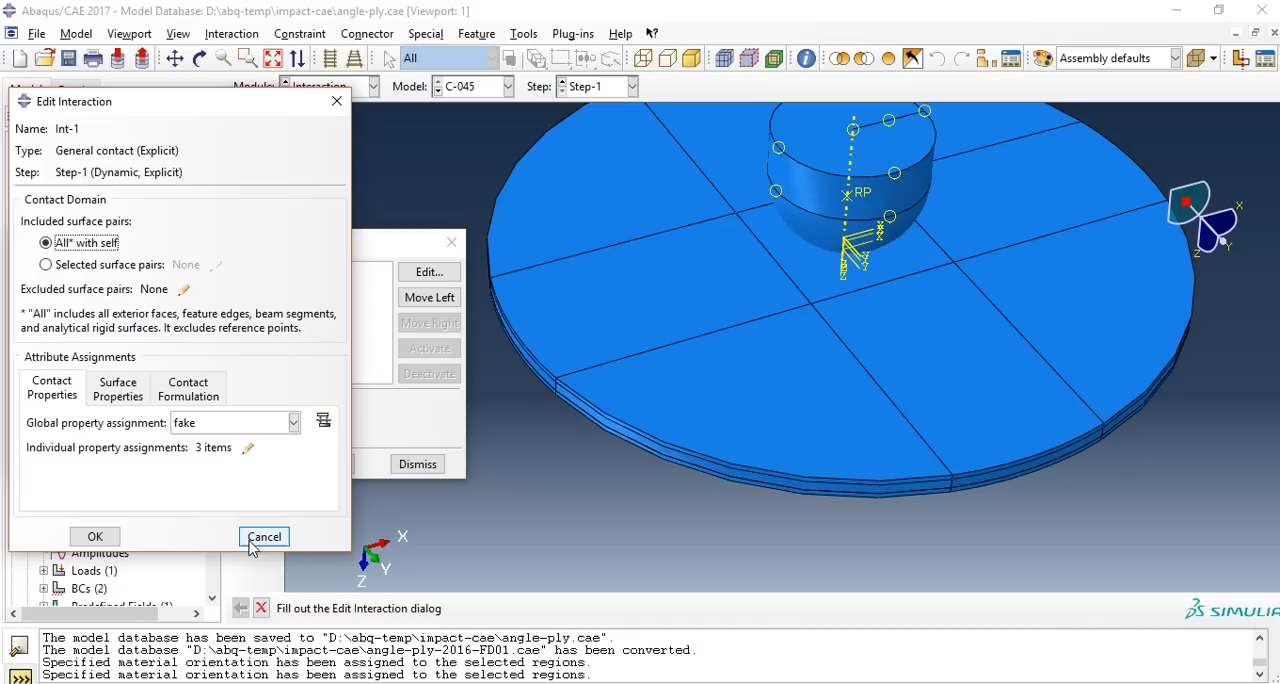 Abaqus/CAE 2017 - Model Database: D:\abq-temp\impact-cae\angle-ply.cae [Viewport: 1]
File Model Viewport View Interaction Constraint Connector Special Feature Tools Plug-ins Help
All
Assembly defaults
Module: Interaction Model: C-045 Step: Step-1
Edit Interaction
Name: Int-1
Type: General contact (Explicit)
Step: Step-1 (Dynamic, Explicit)
Contact Domain
Included surface pairs:
All* with self
Selected surface pairs: None
Excluded surface pairs: None
* "All" includes all exterior faces, feature edges, beam segments,
and analytical rigid surfaces. It excludes reference points.
Attribute Assignments
Contact Properties
Surface Properties
Contact Formulation
Global property assignment: fake
Individual property assignments: 3 items
OK Cancel
Edit...
Move Left
Move Right
Activate
Deactivate
Dismiss
RP
X
Y
Z
X
Y
Z
Amplitudes
Loads (1)
BCs (2)
Predefined Fields (1)
Fill out the Edit Interaction dialog
SIMULIA
The model database has been saved to "D:\abq-temp\impact-cae\angle-ply.cae".
The model database "D:\abq-temp\impact-cae\angle-ply-2016-FD01.cae" has been converted.
Specified material orientation has been assigned to the selected regions.
Specified material orientation has been assigned to the selected regions.
>>>